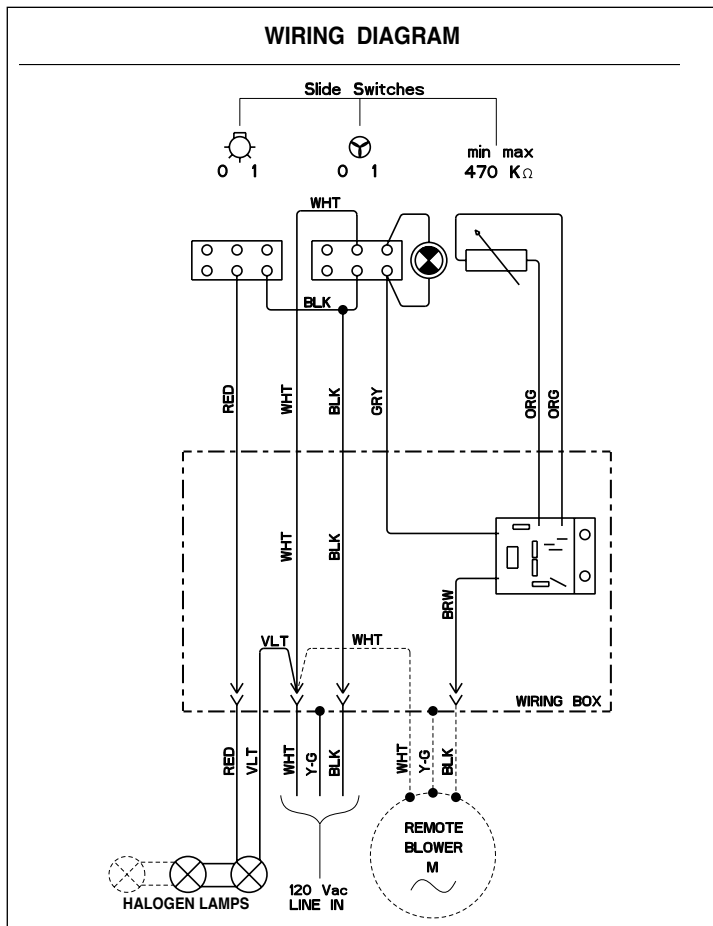 WIRING DIAGRAM
Slide Switches
0 1
0 1
min max
470 KΩ
WHT
BLK
RED
WHT
BLK
GRY
ORG
ORG
WHT
BLK
BRW
VLT
WHT
WIRING BOX
RED
VLT
WHT
Y-G
BLK
WHT
Y-G
BLK
REMOTE
BLOWER
M
HALOGEN LAMPS
120 Vac
LINE IN